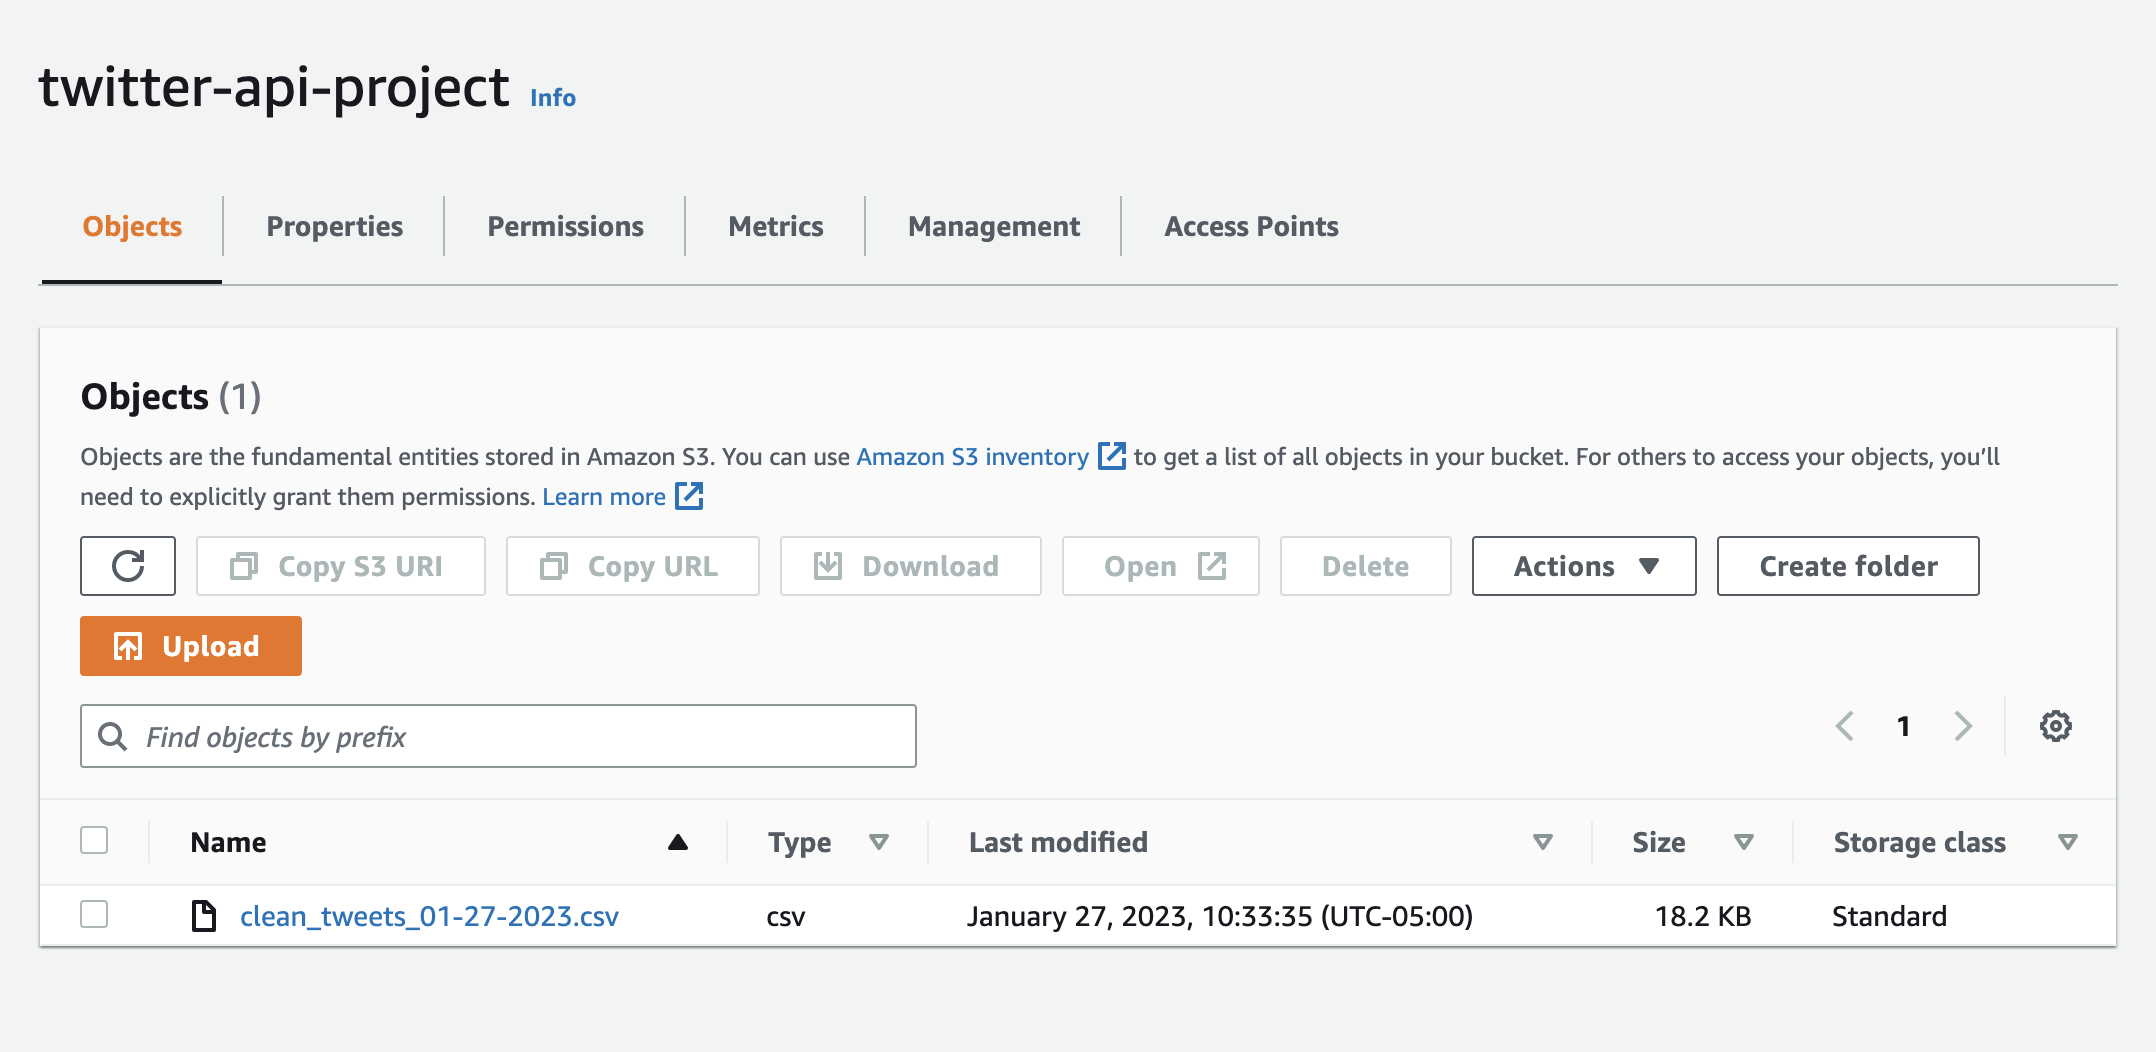 twitter-api-project Info
Objects Properties Permissions Metrics Management Access Points
Objects (1)
Objects are the fundamental entities stored in Amazon S3. You can use Amazon S3 inventory to get a list of all objects in your bucket. For others to access your objects, you’ll
need to explicitly grant them permissions. Learn more
Copy S3 URI Copy URL Download Open Delete Actions Create folder
Upload
Find objects by prefix 1
Name Type Last modified Size Storage class
clean_tweets_01-27-2023.csv csv January 27, 2023, 10:33:35 (UTC-05:00) 18.2 KB Standard